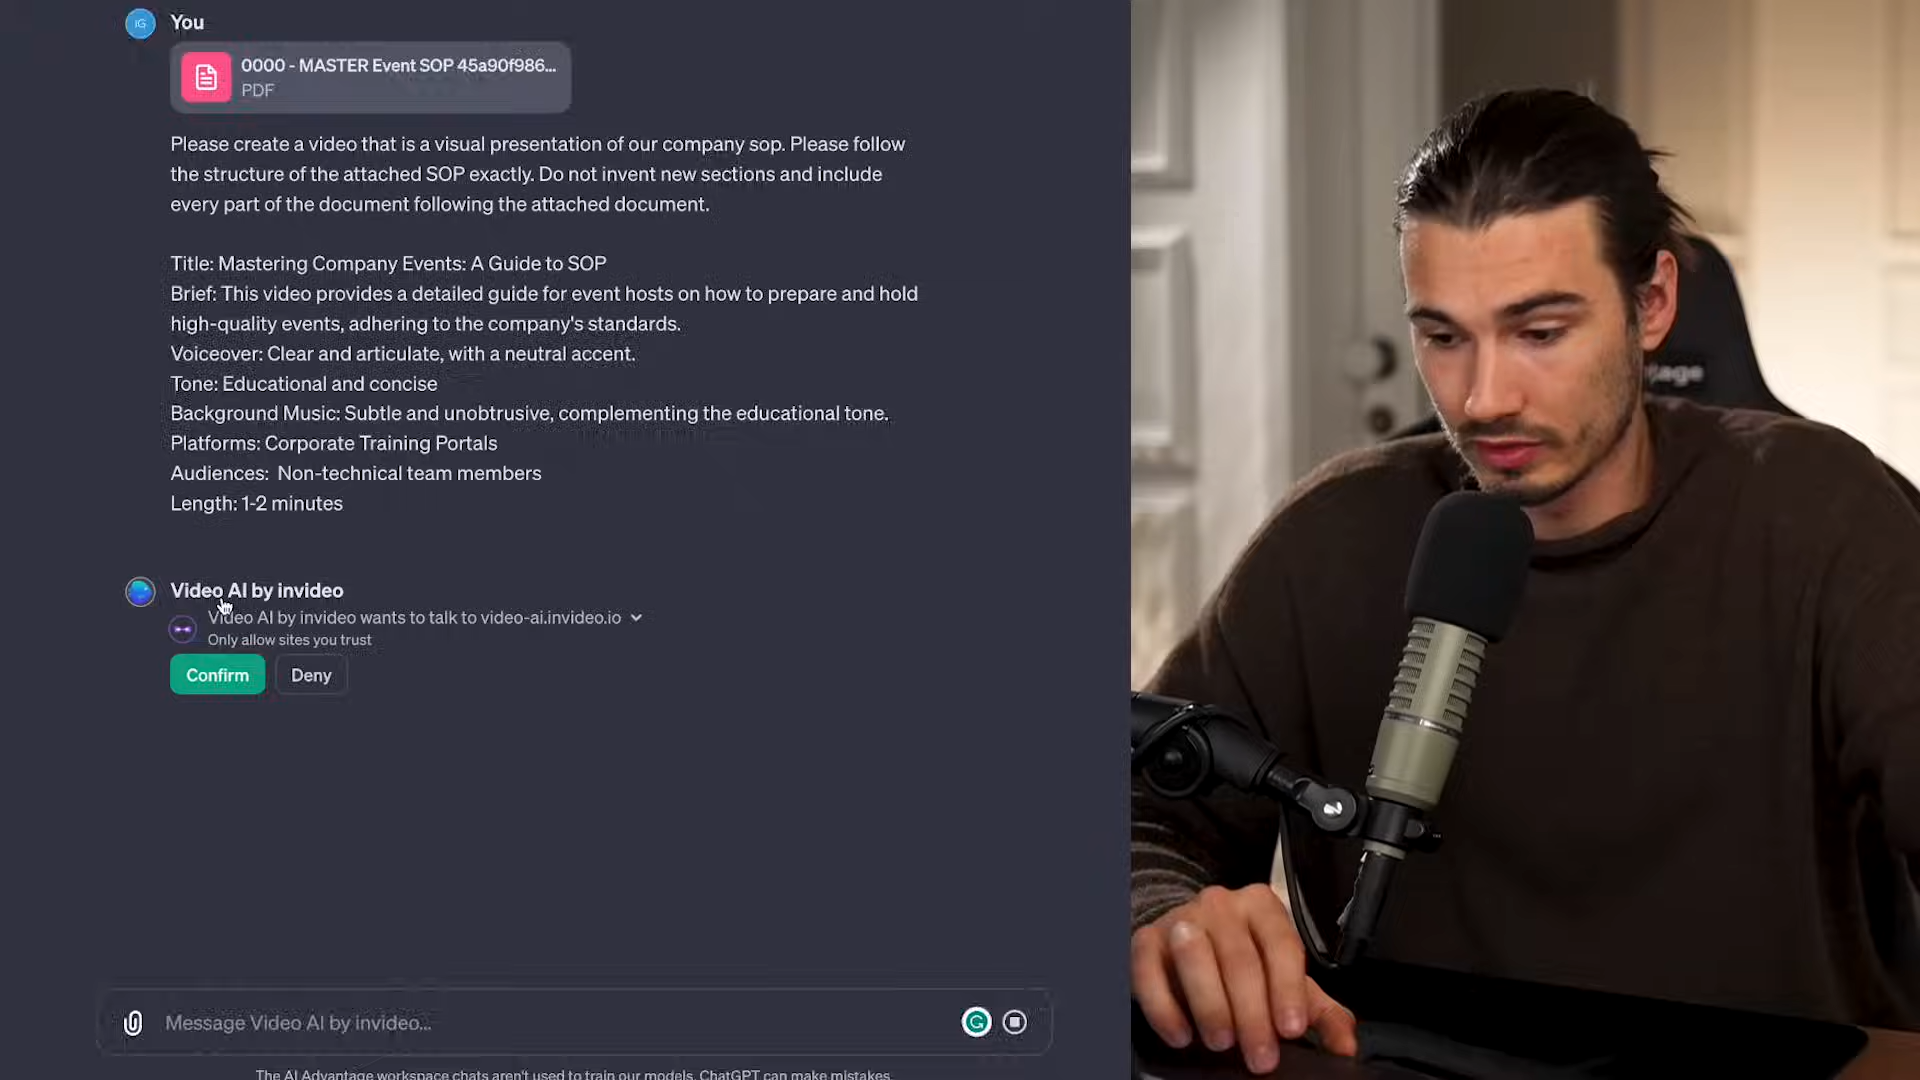 IG
You
0000 - MASTER Event SOP 45a90f986...
PDF
Please create a video that is a visual presentation of our company sop. Please follow
the structure of the attached SOP exactly. Do not invent new sections and include
every part of the document following the attached document.
Title: Mastering Company Events: A Guide to SOP
Brief: This video provides a detailed guide for event hosts on how to prepare and hold
high-quality events, adhering to the company's standards.
Voiceover: Clear and articulate, with a neutral accent.
Tone: Educational and concise
Background Music: Subtle and unobtrusive, complementing the educational tone.
Platforms: Corporate Training Portals
Audiences: Non-technical team members
Length: 1-2 minutes
Video AI by invideo
Video AI by invideo wants to talk to video-ai.invideo.io
Only allow sites you trust
Confirm Deny
Message Video AI by invideo...
The AI Advantage workspace chats aren't used to train our models. ChatGPT can make mistakes.